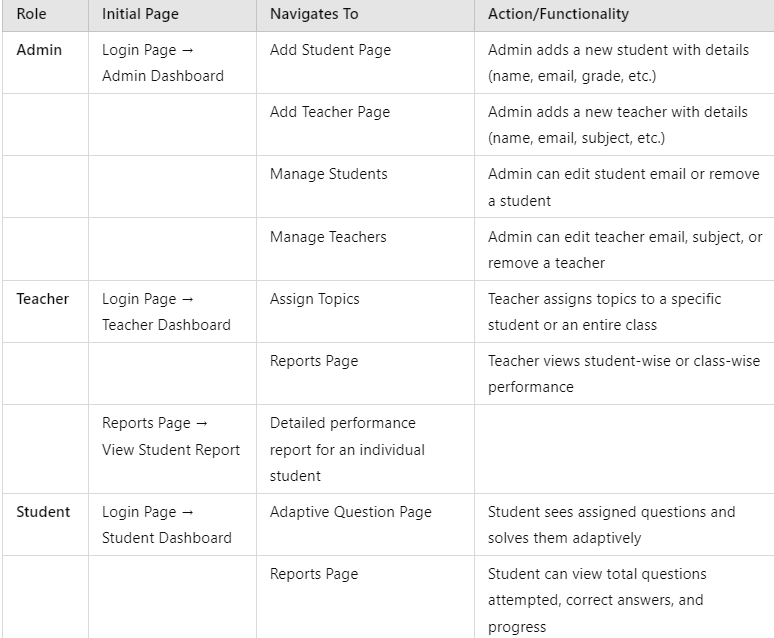 Role Initial Page Navigates To Action/Functionality
Admin Login Page → Add Student Page Admin adds a new student with details
Admin Dashboard (name, email, grade, etc.)
Add Teacher Page Admin adds a new teacher with details
(name, email, subject, etc.)
Manage Students Admin can edit student email or remove
a student
Manage Teachers Admin can edit teacher email, subject, or
remove a teacher
Teacher Login Page → Assign Topics Teacher assigns topics to a specific
Teacher Dashboard student or an entire class
Reports Page Teacher views student-wise or class-wise
performance
Reports Page → Detailed performance
View Student Report report for an individual
student
Student Login Page → Adaptive Question Page Student sees assigned questions and
Student Dashboard solves them adaptively
Reports Page Student can view total questions
attempted, correct answers, and
progress